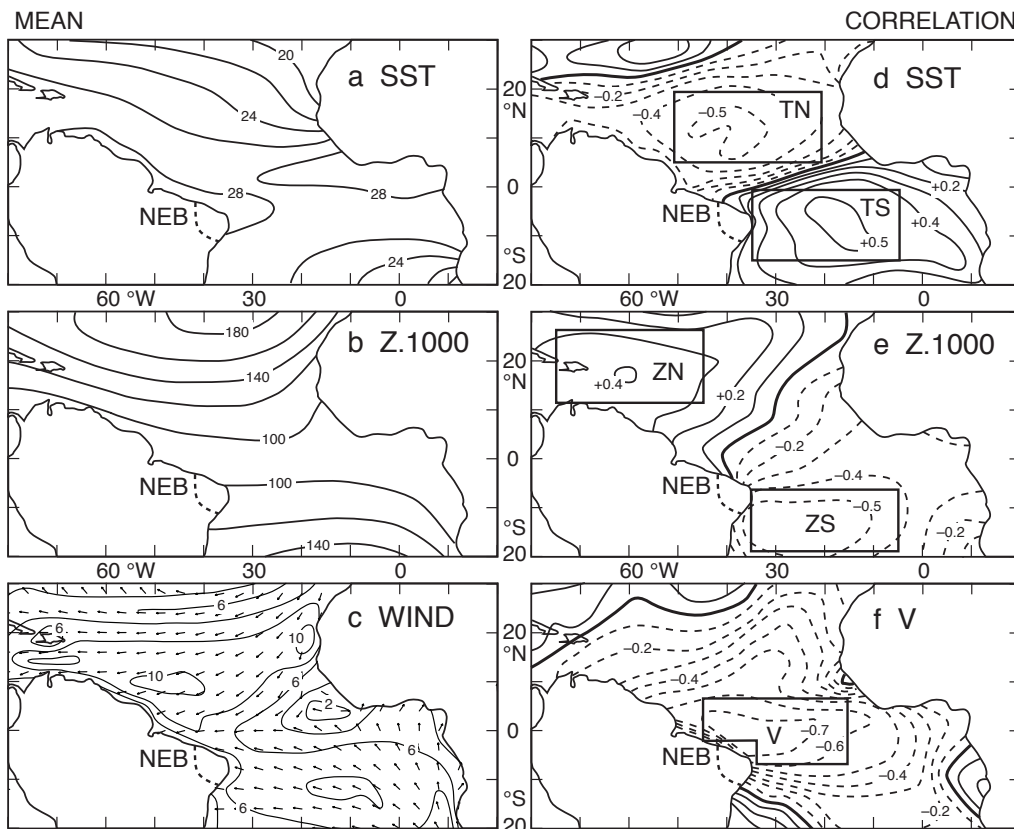 MEAN
CORRELATION
a SST
20
24
28
28
24
NEB
d SST
TN
TS
−0.2
−0.4
−0.5
+0.2
+0.4
+0.5
NEB
20
°N
0
°S
20
60 °W
30
0
60 °W
30
0
b Z.1000
180
140
100
100
140
NEB
e Z.1000
ZN
ZS
+0.4
+0.2
−0.2
−0.4
−0.5
−0.2
NEB
20
°N
0
°S
20
60 °W
30
0
60 °W
30
0
c WIND
6
6
10
10
6
2
6
6
NEB
f V
V
−0.2
−0.4
−0.7
−0.6
−0.4
−0.2
NEB
20
°N
0
°S
20